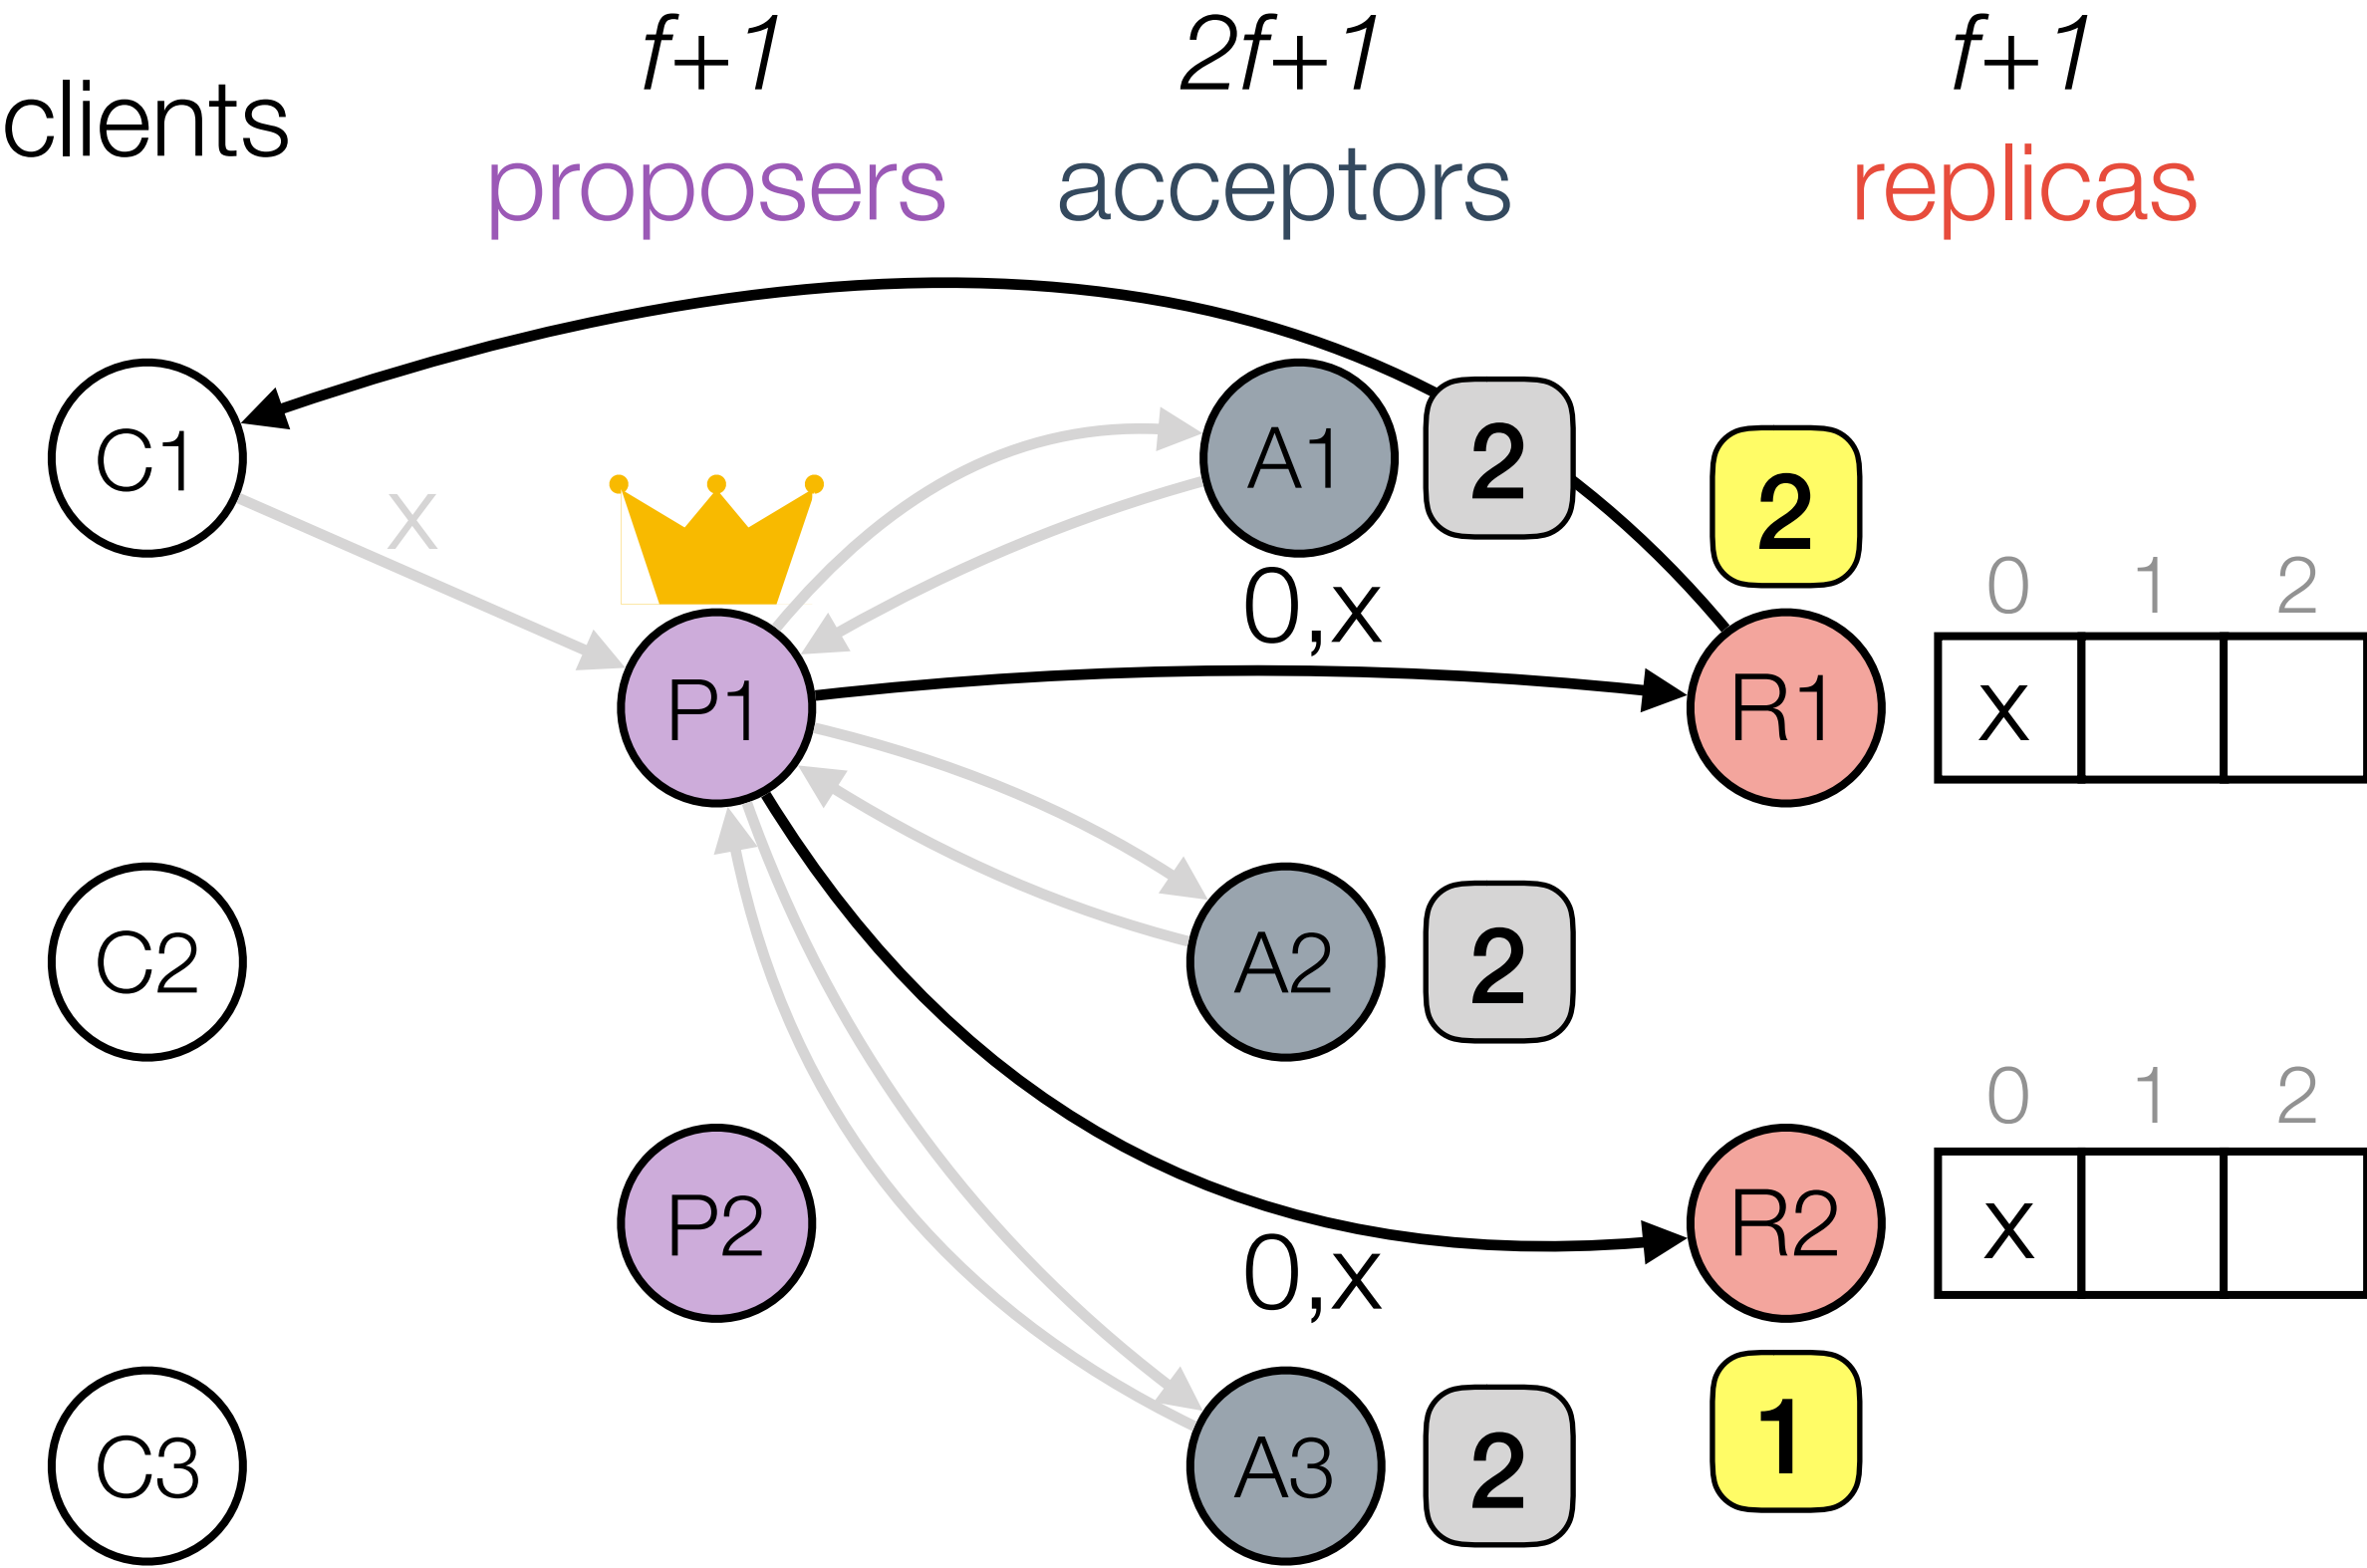 f+1
2f+1
f+1
clients
proposers
acceptors
replicas
C1
x
A1
2
2
0,x
0 1 2
P1
R1
x
C2
A2
2
0 1 2
P2
R2
x
0,x
C3
A3
2
1